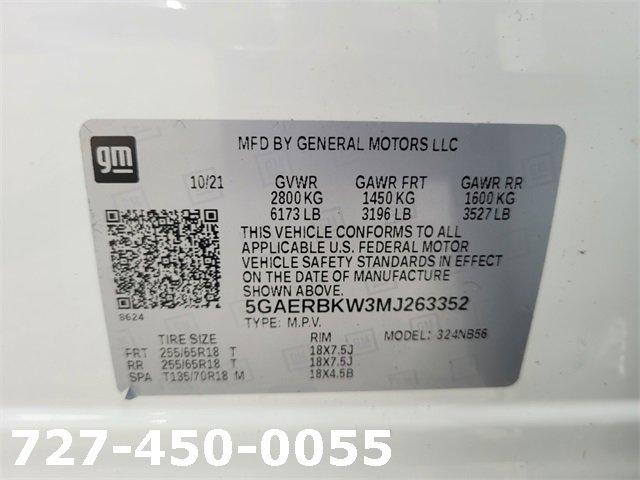 gm
MFD BY GENERAL MOTORS LLC
10/21 GVWR GAWR FRT GAWR RR
2800 KG 1450 KG 1600 KG
6173 LB 3196 LB 3527 LB
THIS VEHICLE CONFORMS TO ALL
APPLICABLE U.S. FEDERAL MOTOR
VEHICLE SAFETY STANDARDS IN EFFECT
ON THE DATE OF MANUFACTURE
SHOWN ABOVE.
8624
5GAERBKW3MJ263352
TYPE: M.P.V. MODEL: 324NB56
TIRE SIZE RIM
FRT 255/65R18 T 18X7.5J
RR 255/65R18 T 18X7.5J
SPA T135/70R18 M 18X4.5B
727-450-0055